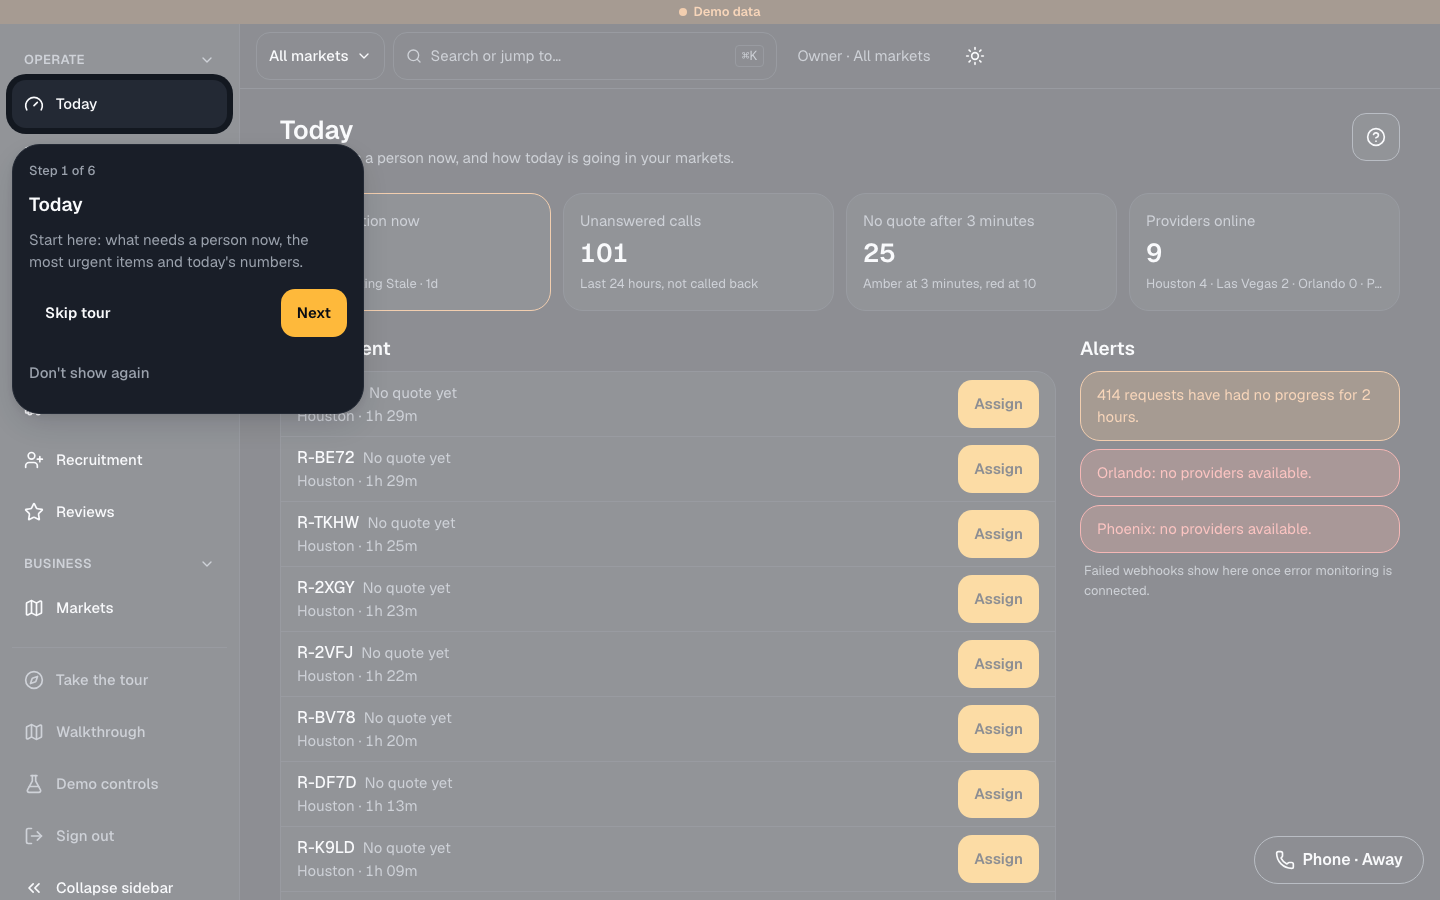 Demo data
OPERATE
Today
All markets
Search or jump to...
⌘K
Owner · All markets
Today
a person now, and how today is going in your markets.
Step 1 of 6
Today
Start here: what needs a person now, the
most urgent items and today's numbers.
Skip tour
Next
Don't show again
tion now
ing Stale · 1d
Unanswered calls
101
Last 24 hours, not called back
No quote after 3 minutes
25
Amber at 3 minutes, red at 10
Providers online
9
Houston 4 · Las Vegas 2 · Orlando 0 · P...
ent
No quote yet
Houston · 1h 29m
Assign
R-BE72 No quote yet
Houston · 1h 29m
Assign
R-TKHW No quote yet
Houston · 1h 25m
Assign
R-2XGY No quote yet
Houston · 1h 23m
Assign
R-2VFJ No quote yet
Houston · 1h 22m
Assign
R-BV78 No quote yet
Houston · 1h 20m
Assign
R-DF7D No quote yet
Houston · 1h 13m
Assign
R-K9LD No quote yet
Houston · 1h 09m
Assign
Alerts
414 requests have had no progress for 2
hours.
Orlando: no providers available.
Phoenix: no providers available.
Failed webhooks show here once error monitoring is
connected.
Recruitment
Reviews
BUSINESS
Markets
Take the tour
Walkthrough
Demo controls
Sign out
Collapse sidebar
Phone · Away